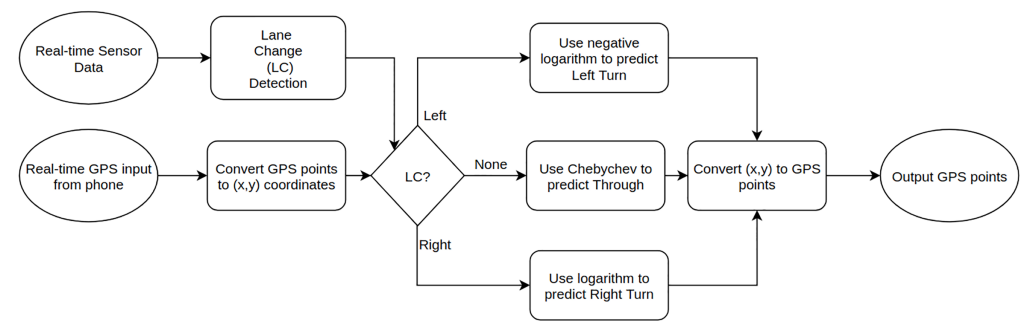 Real-time Sensor
Data
Lane
Change
(LC)
Detection
Use negative
logarithm to predict
Left Turn
Left
Real-time GPS input
from phone
Convert GPS points
to (x,y) coordinates
LC?
None
Use Chebychev to
predict Through
Convert (x,y) to GPS
points
Output GPS points
Right
Use logarithm to
predict Right Turn